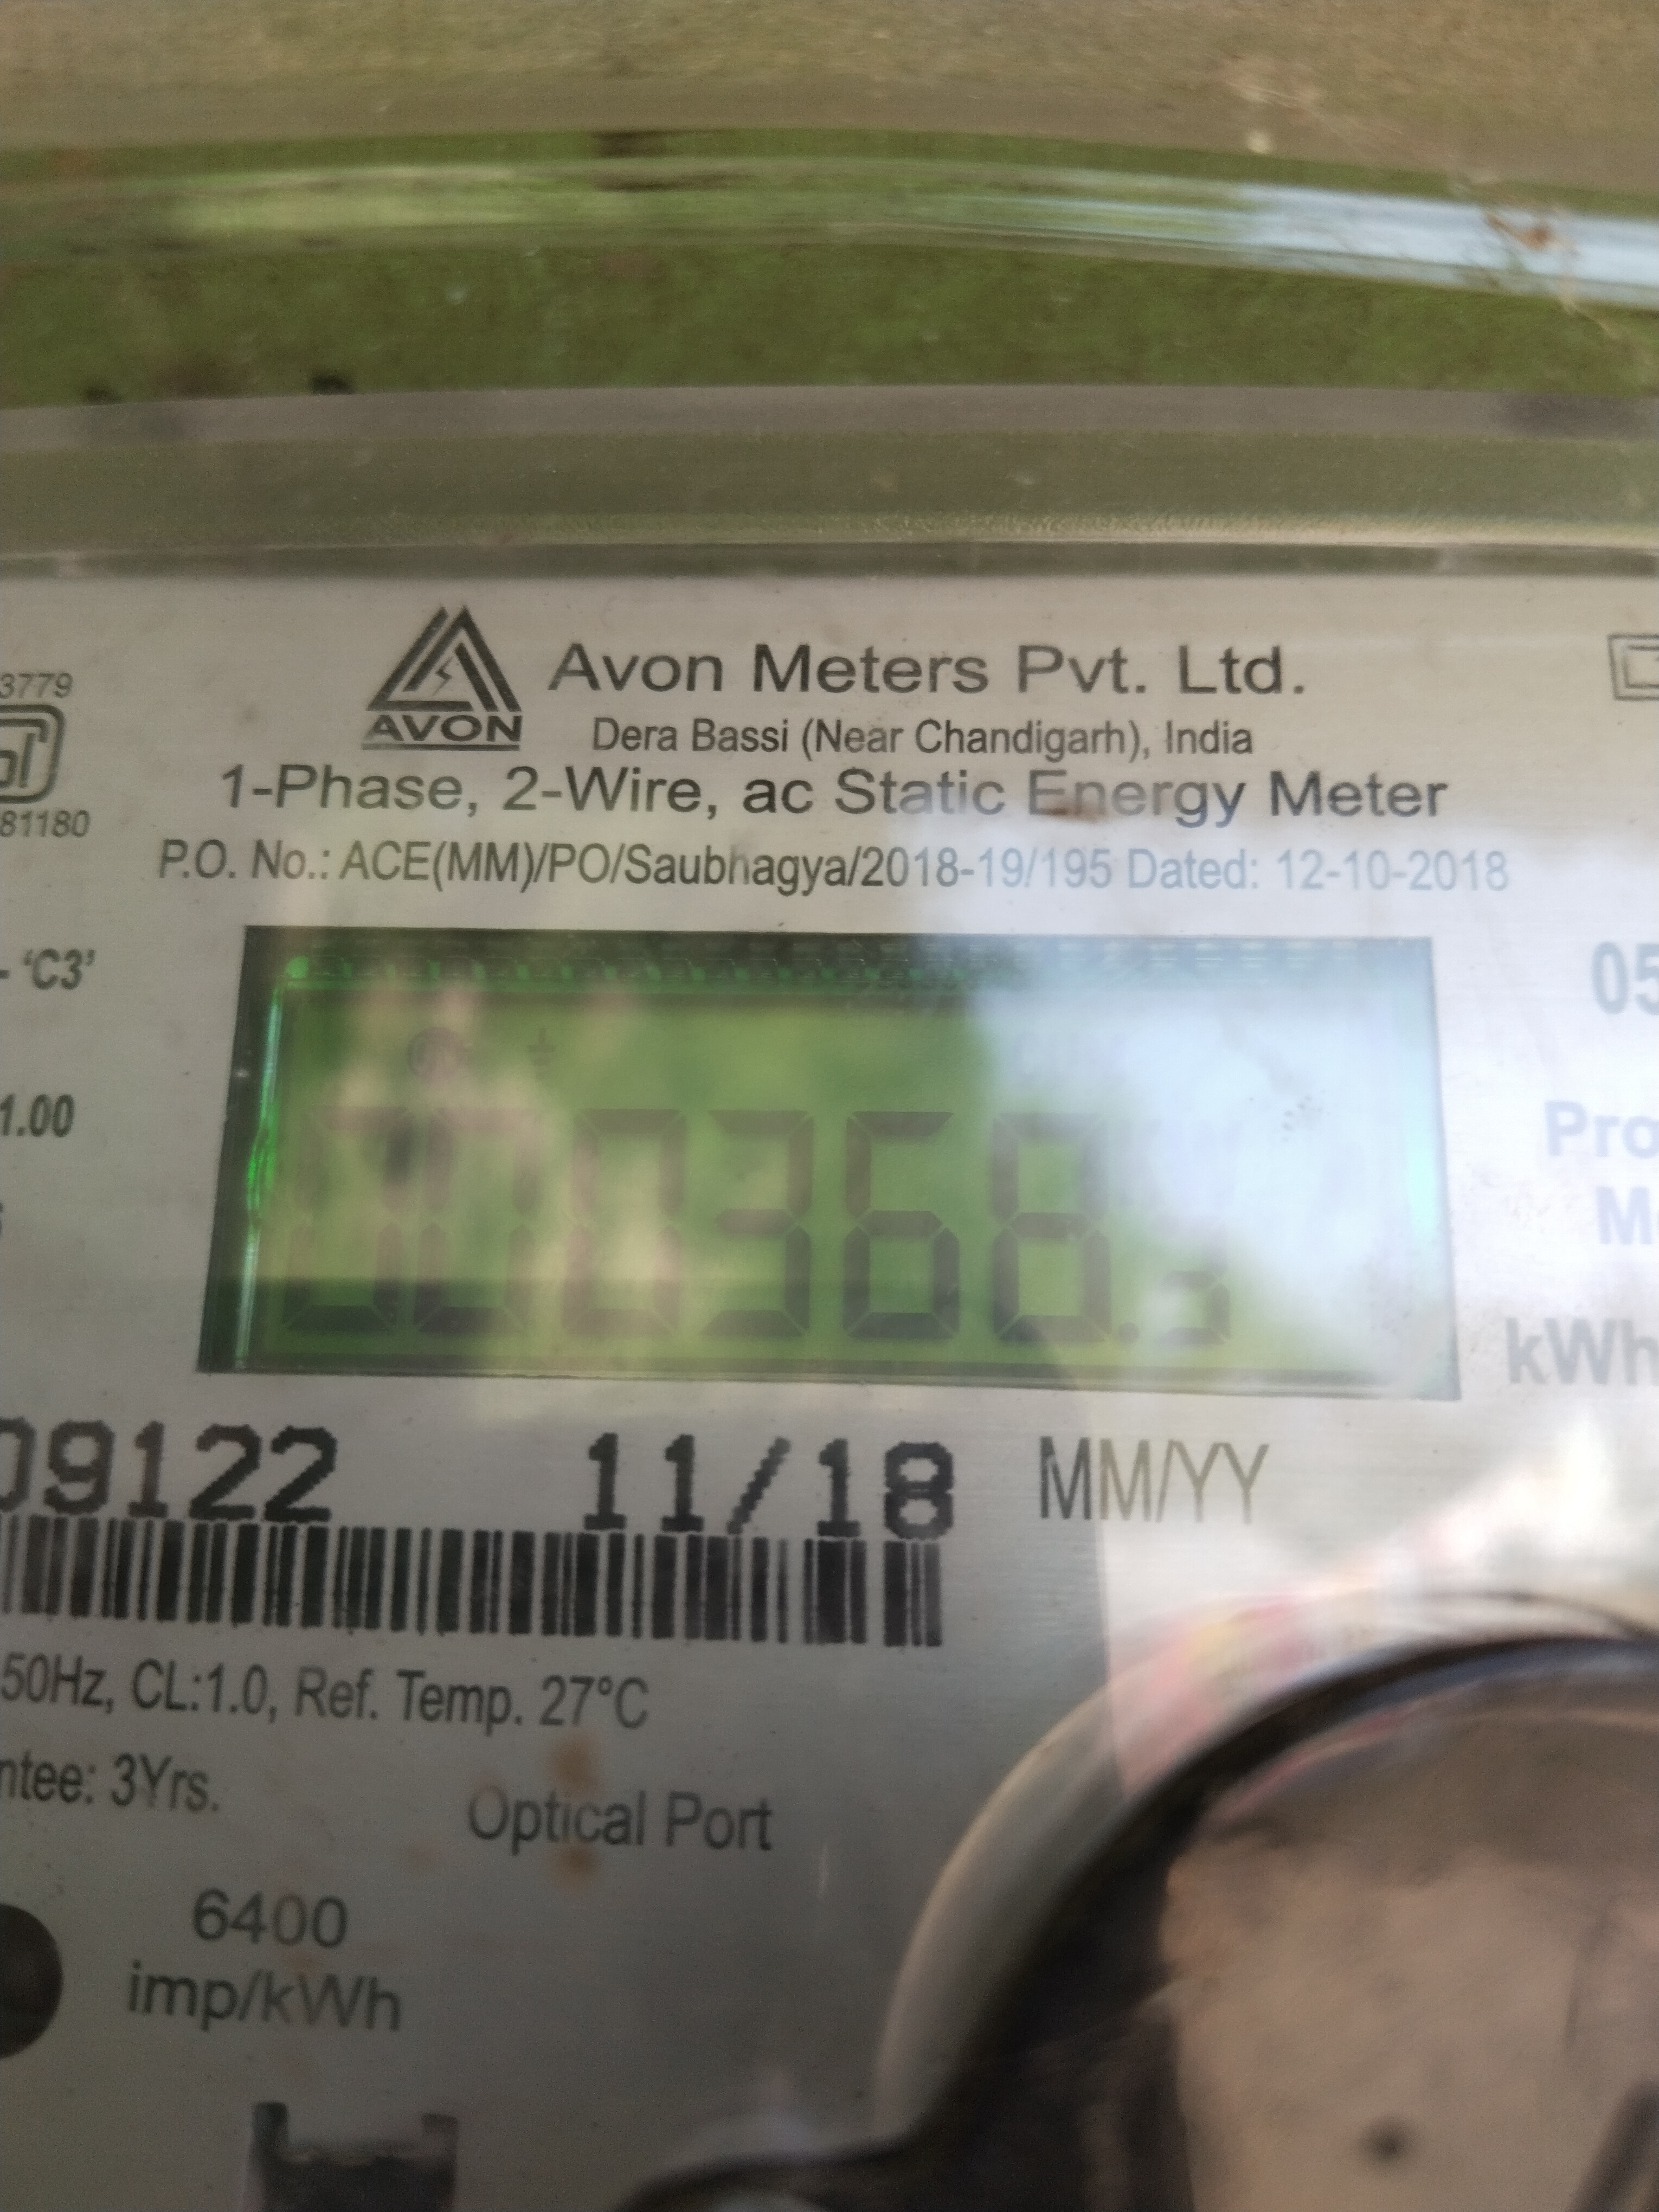 3779
AVON
Avon Meters Pvt. Ltd.
Dera Bassi (Near Chandigarh), India
81180
1-Phase, 2-Wire, ac Static Energy Meter
P.O. No.: ACE(MM)/PO/Saubhagya/2018-19/195 Dated: 12-10-2018
- 'C3'
05
1.00
Pro
M
000368.
kWh
09122 11/18 MM/YY
50Hz, CL:1.0, Ref. Temp. 27°C
ntee: 3Yrs.
Optical Port
6400
imp/kWh